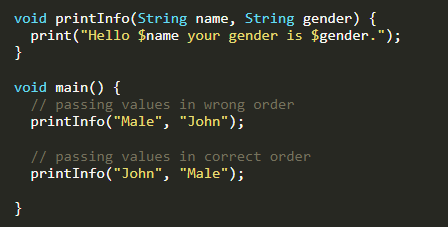 void printInfo(String name, String gender) {
  print("Hello $name your gender is $gender.");
}
void main() {
  // passing values in wrong order
  printInfo("Male", "John");
  // passing values in correct order
  printInfo("John", "Male");
}